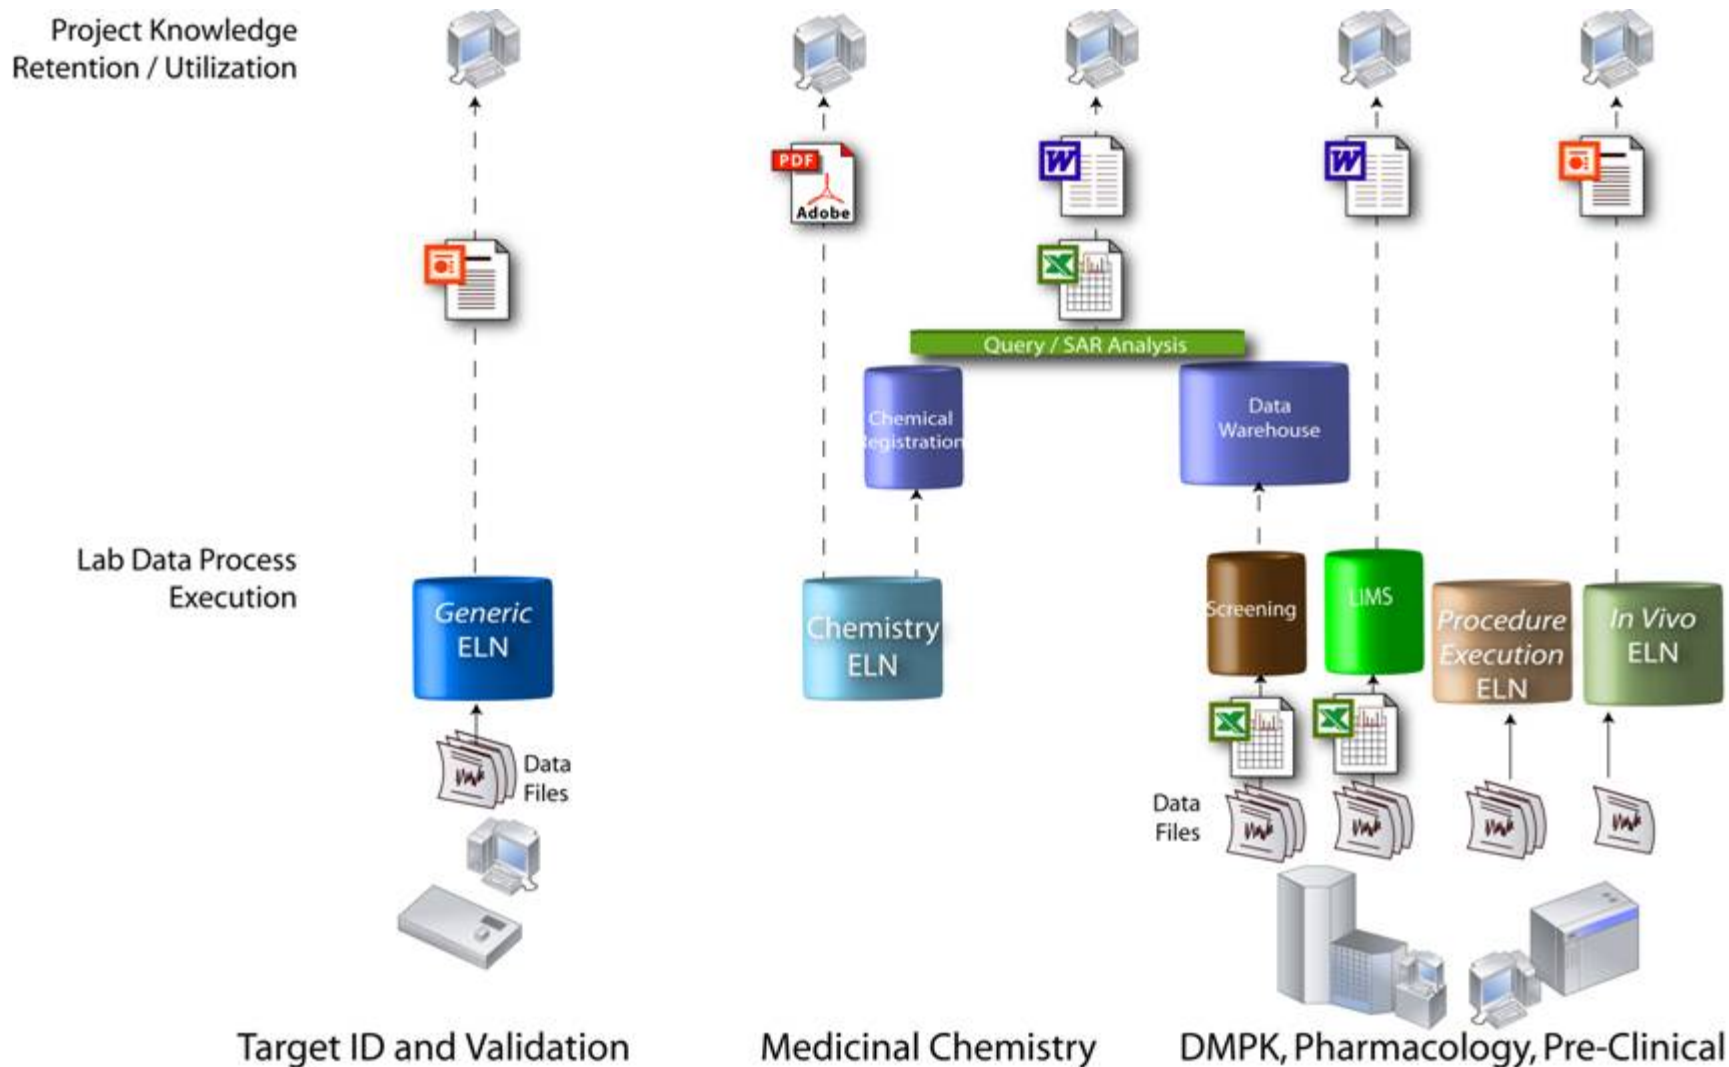 Project Knowledge
Retention / Utilization
PDF
Adobe
W
W
Query / SAR Analysis
Chemical
Registration
Data
Warehouse
Lab Data Process
Execution
Generic
ELN
Chemistry
ELN
Screening
LIMS
Procedure
Execution
ELN
In Vivo
ELN
Data
Files
Data
Files
Target ID and Validation
Medicinal Chemistry
DMPK, Pharmacology, Pre-Clinical